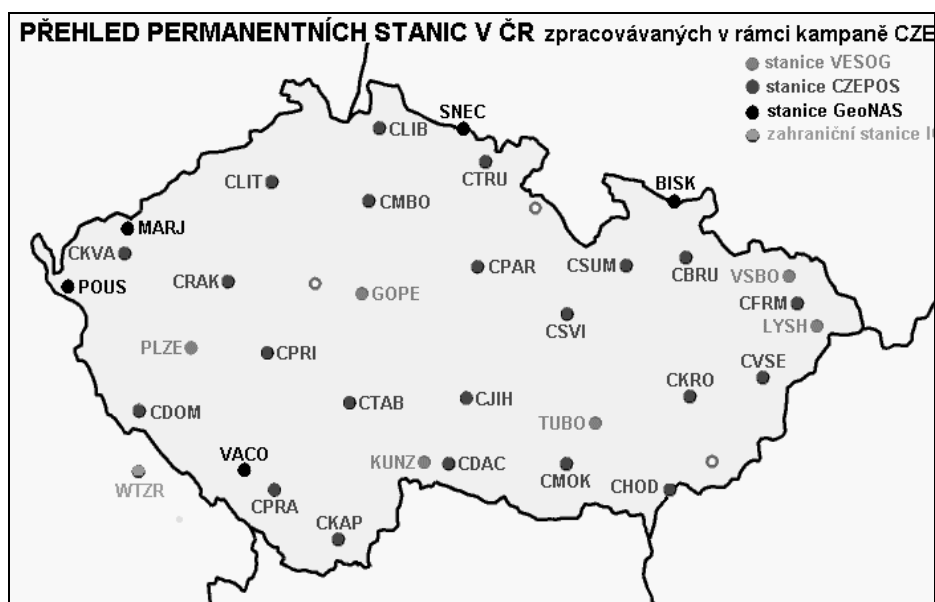 PŘEHLED PERMANENTNÍCH STANIC V ČR zpracovávaných v rámci kampaně CZE
stanice VESOG
stanice CZEPOS
stanice GeoNAS
zahraniční stanice
SNEC
CLIB
CTRU
CLIT
BISK
CMBO
MARJ
CKVA
CPAR
CSUM
CBRU
VSBO
POUS
CRAK
GOPE
CFRM
CSVI
LYSH
PLZE
CPRI
CVSE
CKRO
CTAB
CJIH
CDOM
TUBO
VACO
KUNZ
CDAC
CMOK
WTZR
CHOD
CPRA
CKAP